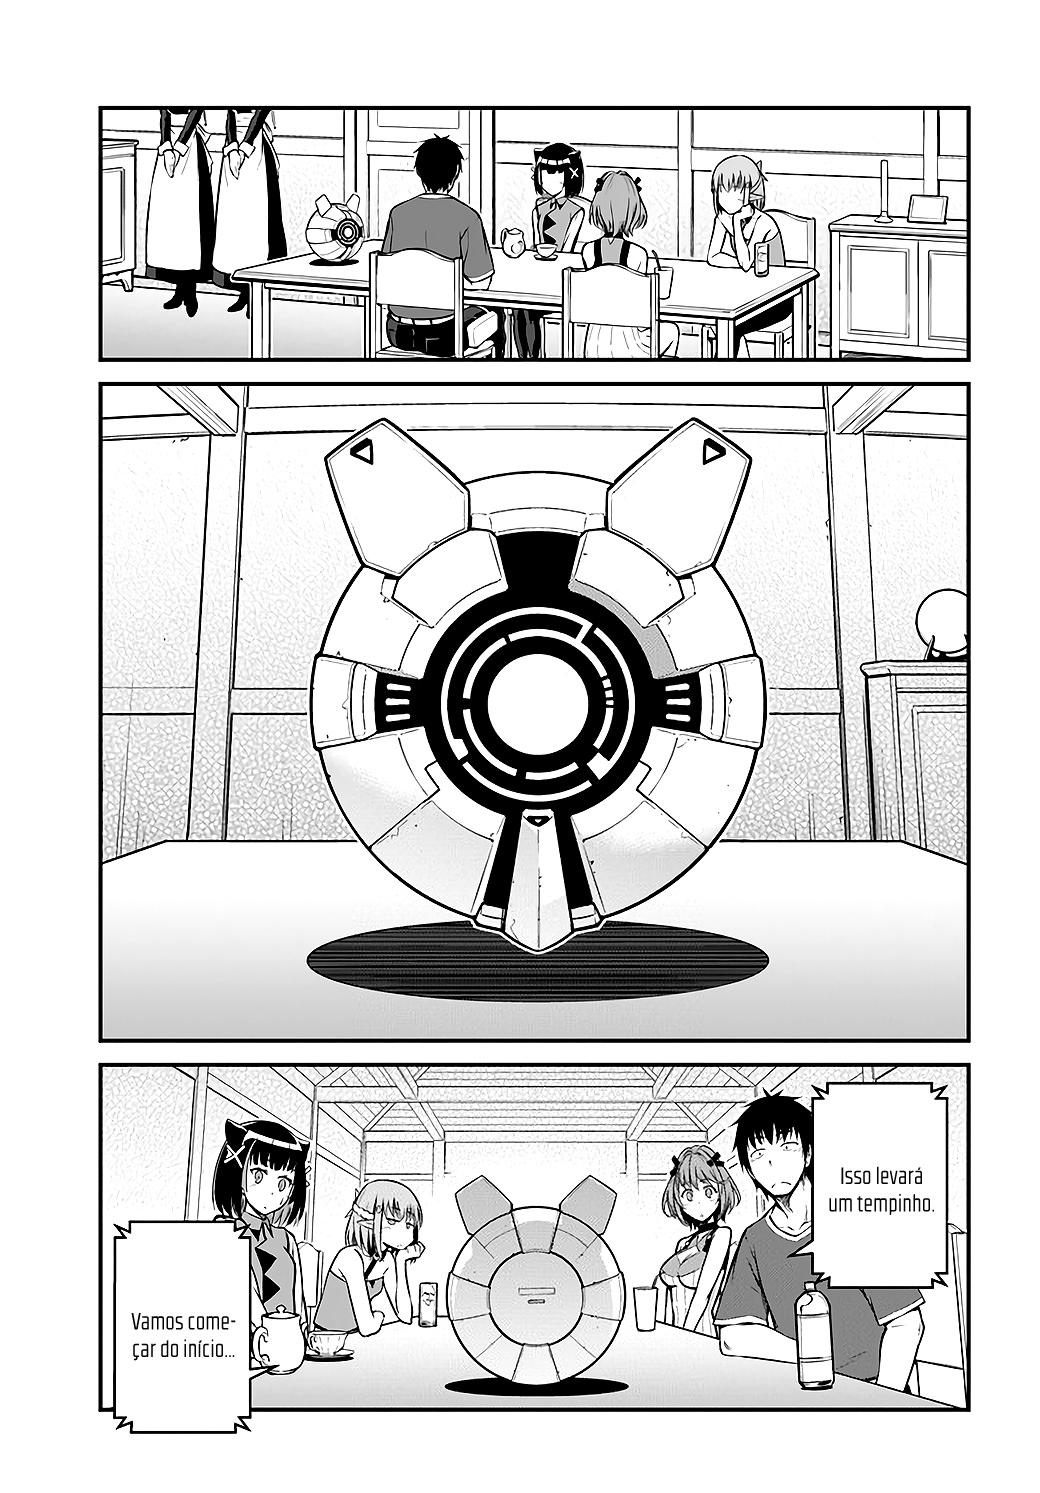 Isso levará
um tempinho.
Vamos come-
çar do início...